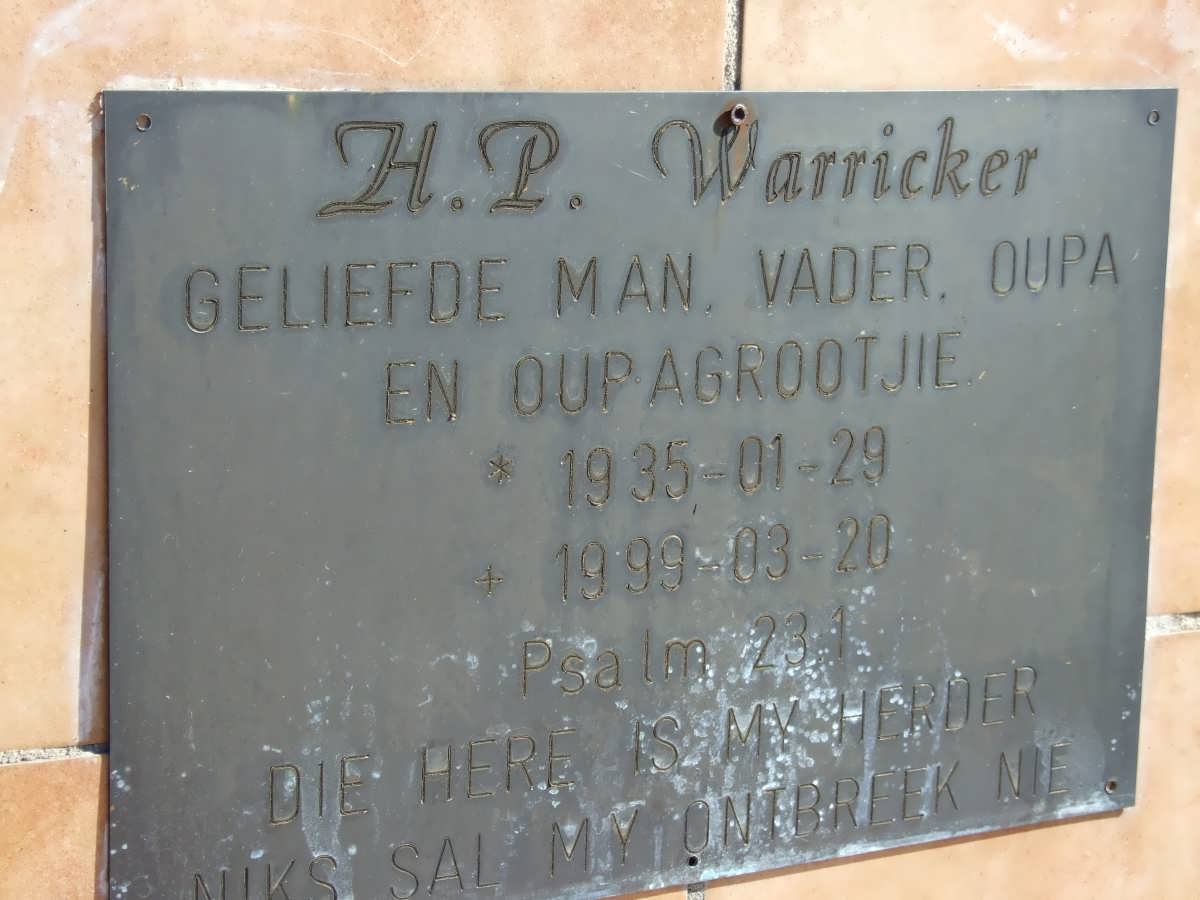 H.P. Warricker
GELIEFDE MAN, VADER, OUPA
EN OUPAGROOTJIE.
* 1935-01-29
+ 1999-03-20
Psalm 23 1
DIE HERE IS MY HERDER
NIKS SAL MY ONTBREEK NIE